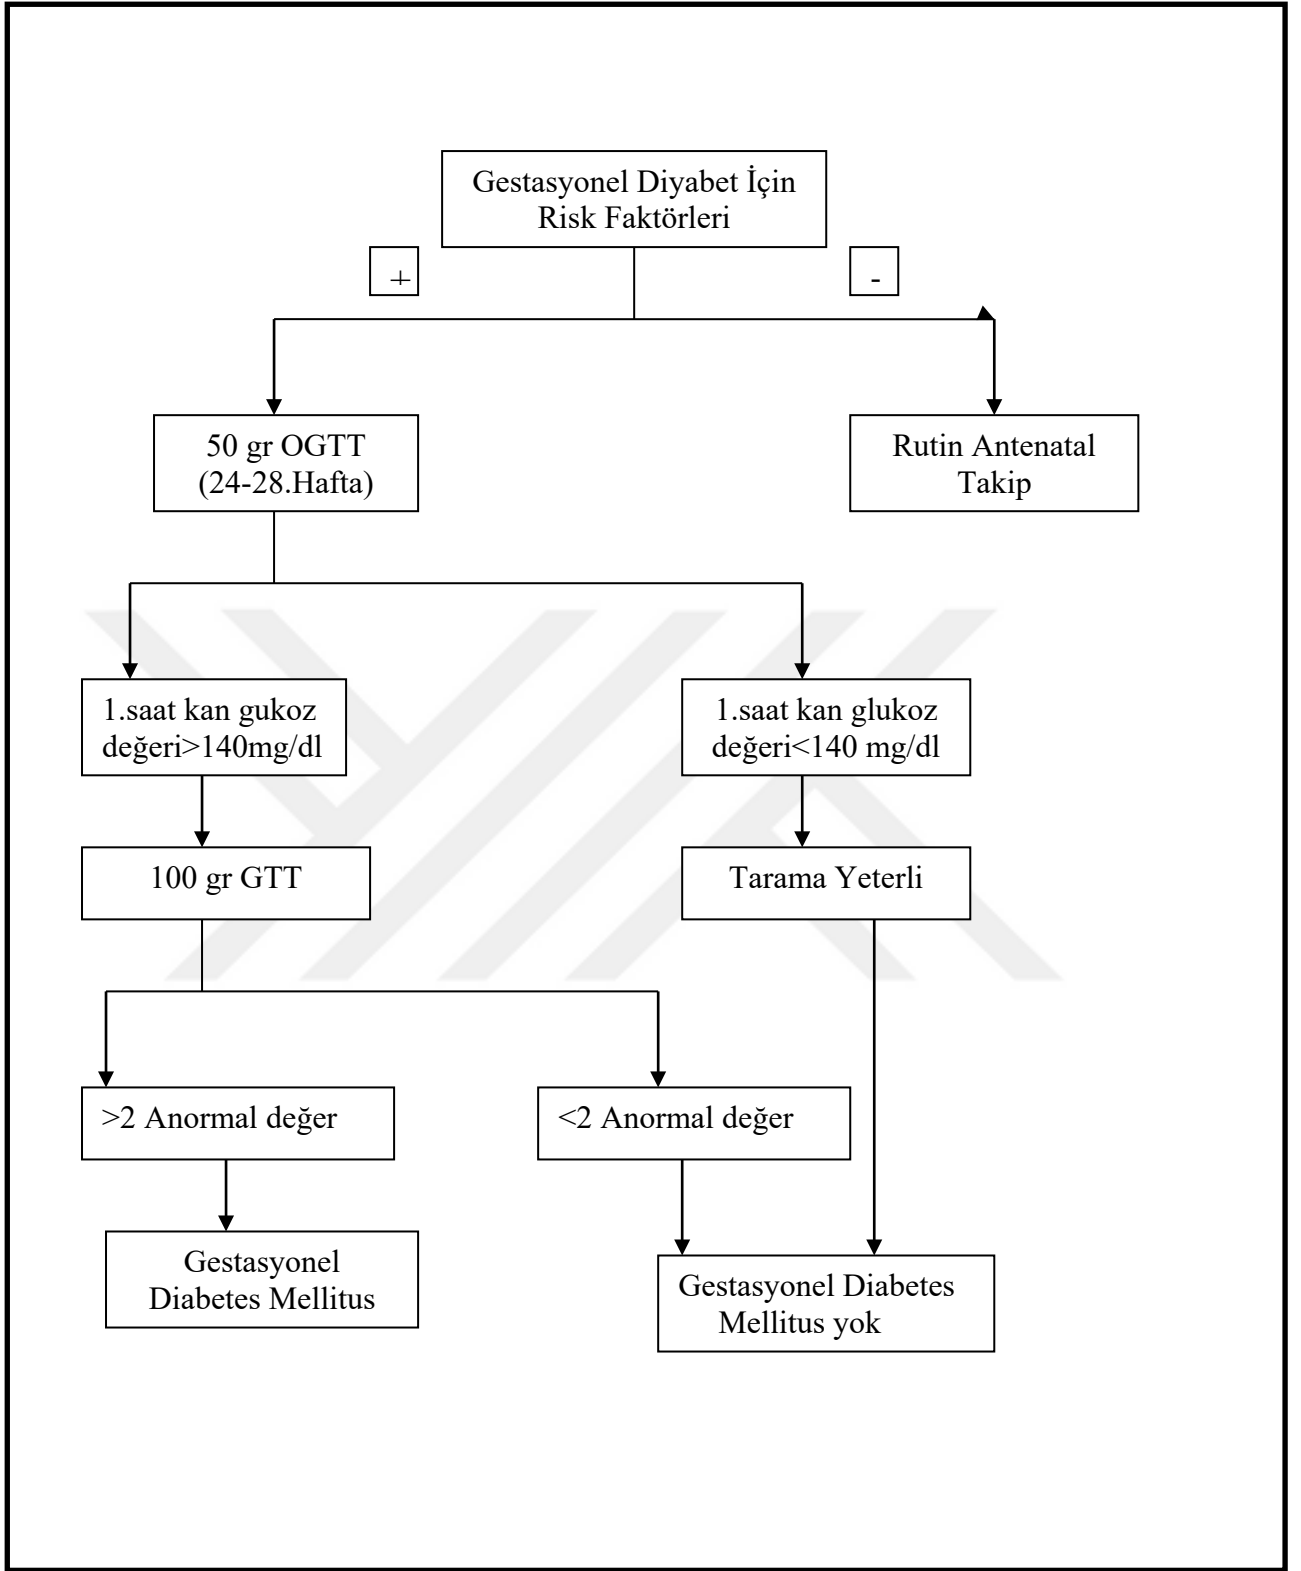 Gestasyonel Diyabet İçin
Risk Faktörleri
+
-
50 gr OGTT
(24-28.Hafta)
Rutin Antenatal
Takip
1.saat kan gukoz
değeri>140mg/dl
1.saat kan glukoz
değeri<140 mg/dl
100 gr GTT
Tarama Yeterli
>2 Anormal değer
<2 Anormal değer
Gestasyonel
Diabetes Mellitus
Gestasyonel Diabetes
Mellitus yok